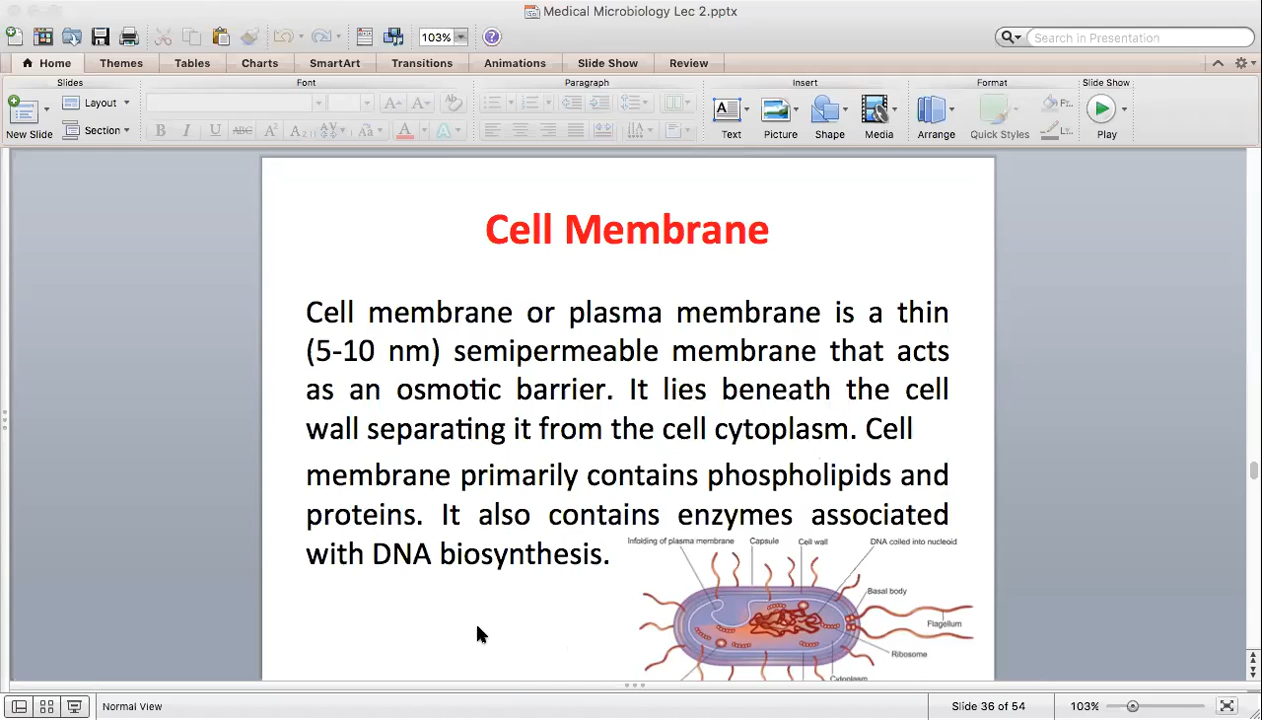 Medical Microbiology Lec 2.pptx
103%
Search in Presentation
Home Themes Tables Charts SmartArt Transitions Animations Slide Show Review
Slides Font Paragraph Insert Format Slide Show
Layout
Section
New Slide
B I U ABC
Text Picture Shape Media Arrange Quick Styles Play
Cell Membrane
Cell membrane or plasma membrane is a thin
(5-10 nm) semipermeable membrane that acts
as an osmotic barrier. It lies beneath the cell
wall separating it from the cell cytoplasm. Cell
membrane primarily contains phospholipids and
proteins. It also contains enzymes associated
with DNA biosynthesis.
Infolding of plasma membrane Capsule Cell wall DNA coiled into nucleoid
Basal body
Flagellum
Ribosome
Cytoplasm
Normal View
Slide 36 of 54
103%